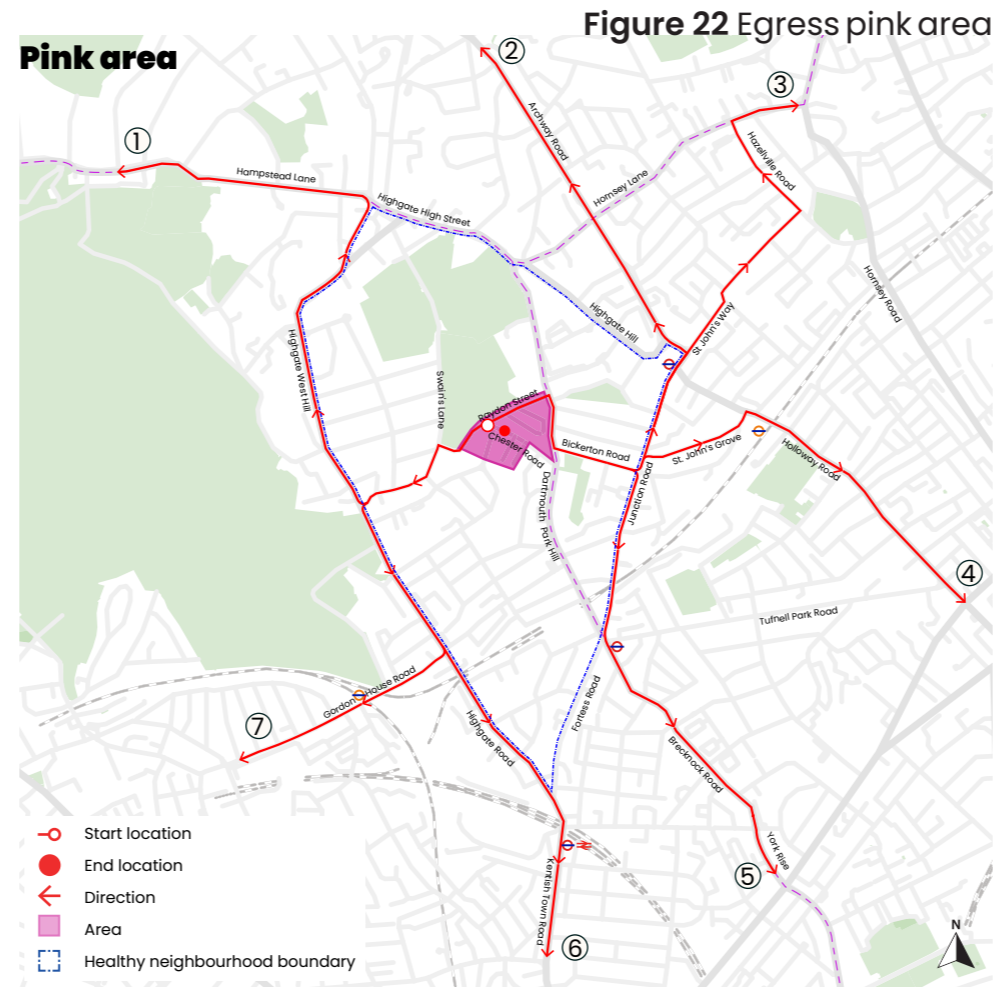 Figure 22 Egress pink area
Pink area
②
③
①
Archway Road
Hazellville Road
Hampstead Lane
Hornsey Lane
Highgate High Street
Hornsey Road
Highgate Hill
St John's Way
Highgate West Hill
Swain's Lane
Raydon Street
Chester Road
Bickerton Road
St. John's Grove
Holloway Road
Junction Road
Dartmouth Park Hill
④
Tufnell Park Road
Gordon House Road
⑦
Fortess Road
Highgate Road
Brecknock Road
York Rise
⑤
Kentish Town Road
⑥
Start location
End location
Direction
Area
Healthy neighbourhood boundary
N